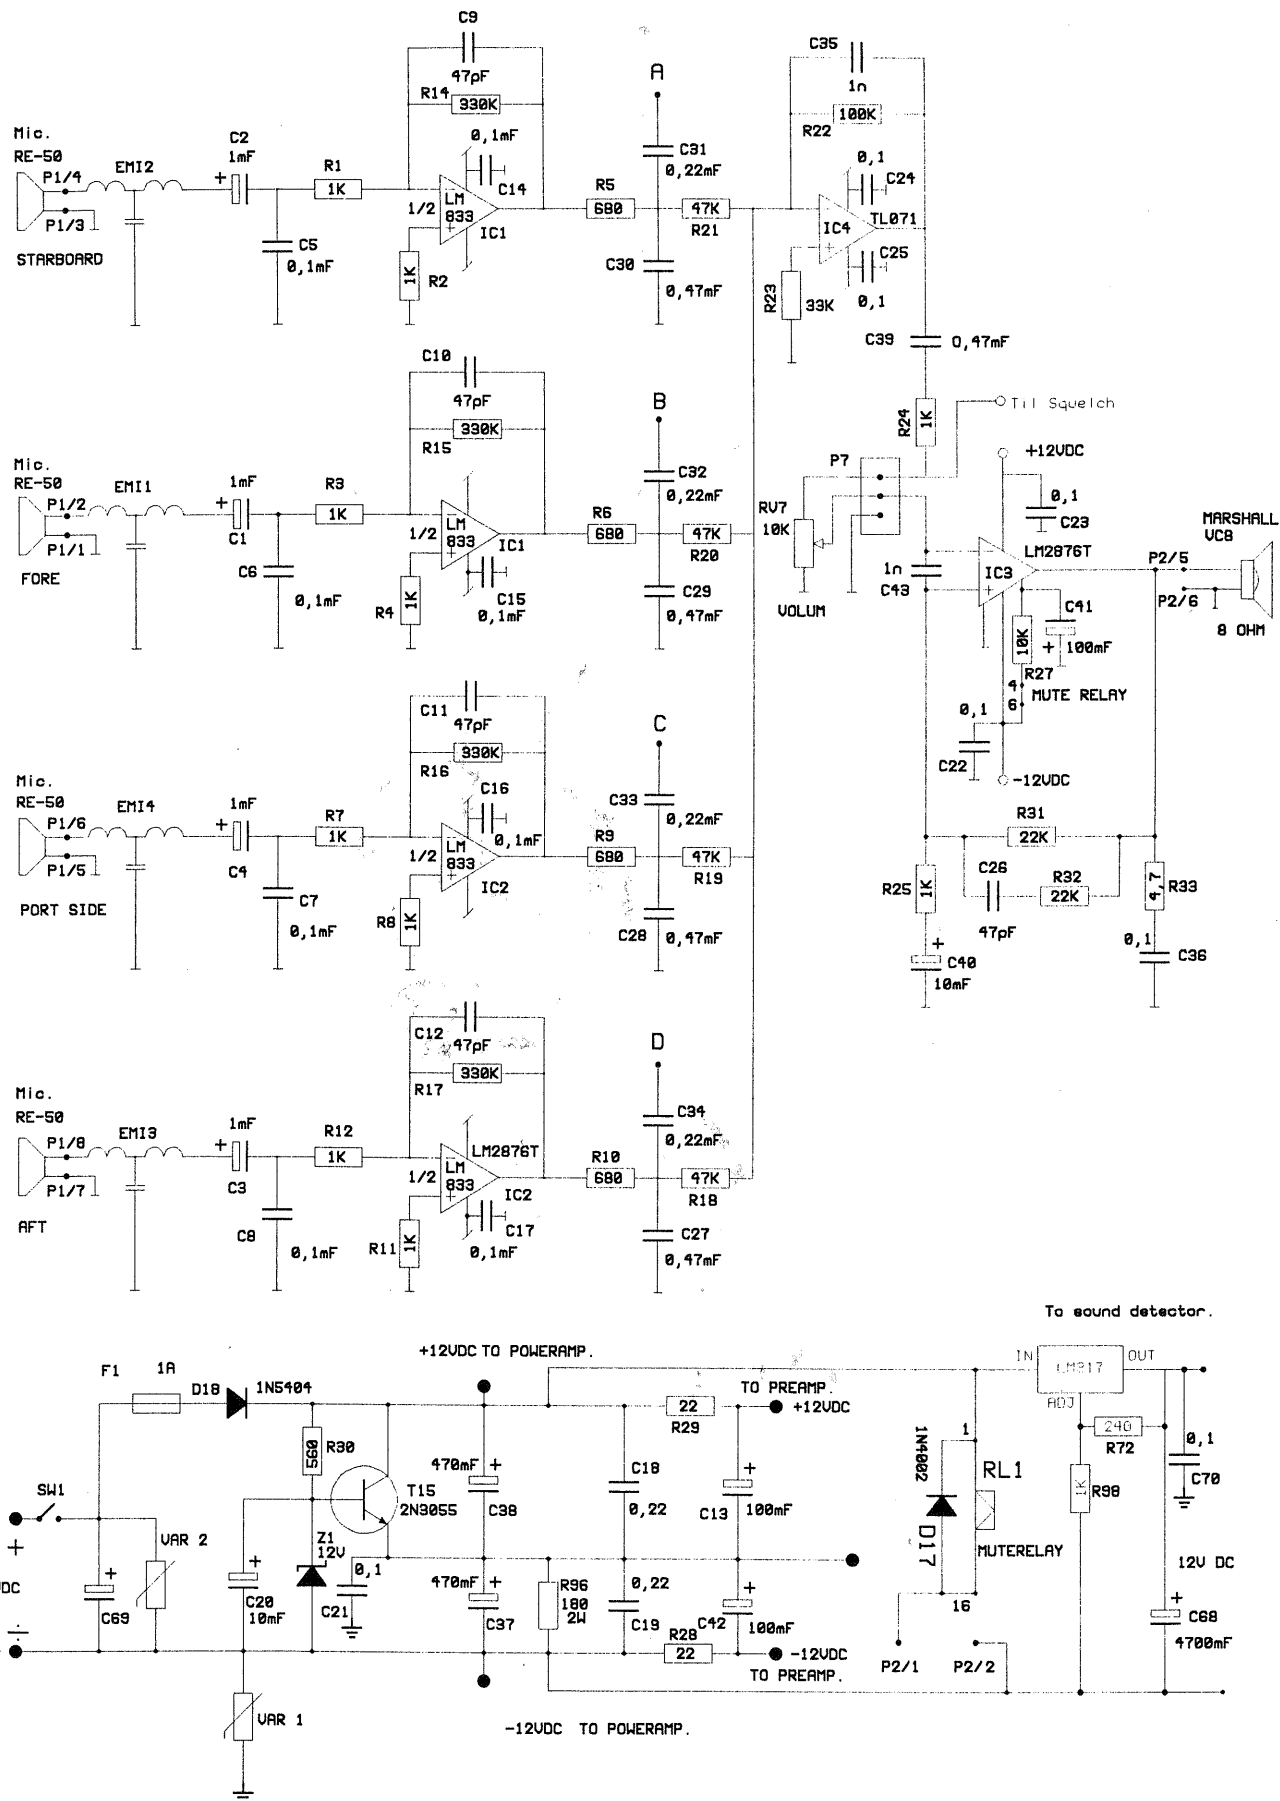 C9
47pF
R14
330K
Mic.
RE-50
P1/4
P1/3
STARBOARD
EMI2
C2
1mF
+
C5
0,1mF
R1
1K
1/2
LM
833
+
IC1
0,1mF
C14
R2
1K
R5
680
A
C31
0,22mF
C30
0,47mF
47K
R21
C35
1n
R22
100K
IC4
+
TL071
0,1
C24
C25
0,1
R23
33K
C39
0,47mF
C10
47pF
R15
330K
Mic.
RE-50
P1/2
P1/1
FORE
EMI1
1mF
+
C1
C6
0,1mF
R3
1K
1/2
LM
833
+
IC1
C15
0,1mF
R4
1K
R6
680
B
C32
0,22mF
C29
0,47mF
47K
R20
R24
1K
Til Squelch
+12VDC
0,1
C23
P7
RV7
10K
VOLUM
1n
C43
LM2876T
IC3
+
MARSHALL
VC8
P2/5
P2/6
8 OHM
C41
+
100mF
10K
R27
4
6
MUTE RELAY
0,1
C22
-12VDC
C11
47pF
R16
330K
Mic.
RE-50
P1/6
P1/5
PORT SIDE
EMI4
1mF
+
C4
C7
0,1mF
R7
1K
1/2
LM
833
+
IC2
C16
0,1mF
R8
1K
R9
680
C
C33
0,22mF
C28
0,47mF
47K
R19
R31
22K
C26
47pF
R32
22K
R25
1K
+
C40
10mF
4,7
R33
0,1
C36
C12
47pF
R17
330K
Mic.
RE-50
P1/8
P1/7
AFT
EMI3
1mF
+
C3
C8
0,1mF
R12
1K
1/2
LM
833
+
LM2876T
IC2
C17
0,1mF
R11
1K
R10
680
D
C34
0,22mF
C27
0,47mF
47K
R18
To sound detector.
+12VDC TO POWERAMP.
F1
1A
D18
1N5404
560
R30
T15
2N3055
Z1
12V
0,1
C21
+
C20
10mF
SW1
+
VDC
÷
VAR 2
+
C69
VAR 1
470mF
+
C38
470mF
+
C37
R96
180
2W
C18
0,22
0,22
C19
22
R29
R28
22
TO PREAMP.
+12VDC
+
C13
100mF
C42
+
100mF
-12VDC
TO PREAMP.
-12VDC TO POWERAMP.
IN
LM317
OUT
ADJ
240
R72
1K
R98
0,1
C70
1N4002
D17
1
RL1
MUTERELAY
16
P2/1
P2/2
12V DC
+
C68
4700mF